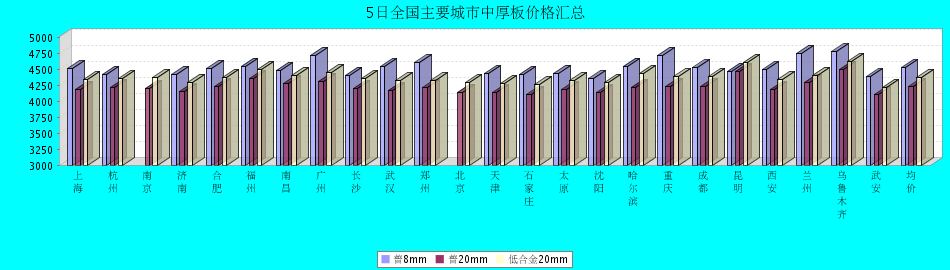 5日全国主要城市中厚板价格汇总
5000
4750
4500
4250
4000
3750
3500
3250
3000
上海
杭州
南京
济南
合肥
福州
南昌
广州
长沙
武汉
郑州
北京
天津
石家庄
太原
沈阳
哈尔滨
重庆
成都
昆明
西安
兰州
乌鲁木齐
武安
均价
普8mm 普20mm 低合金20mm